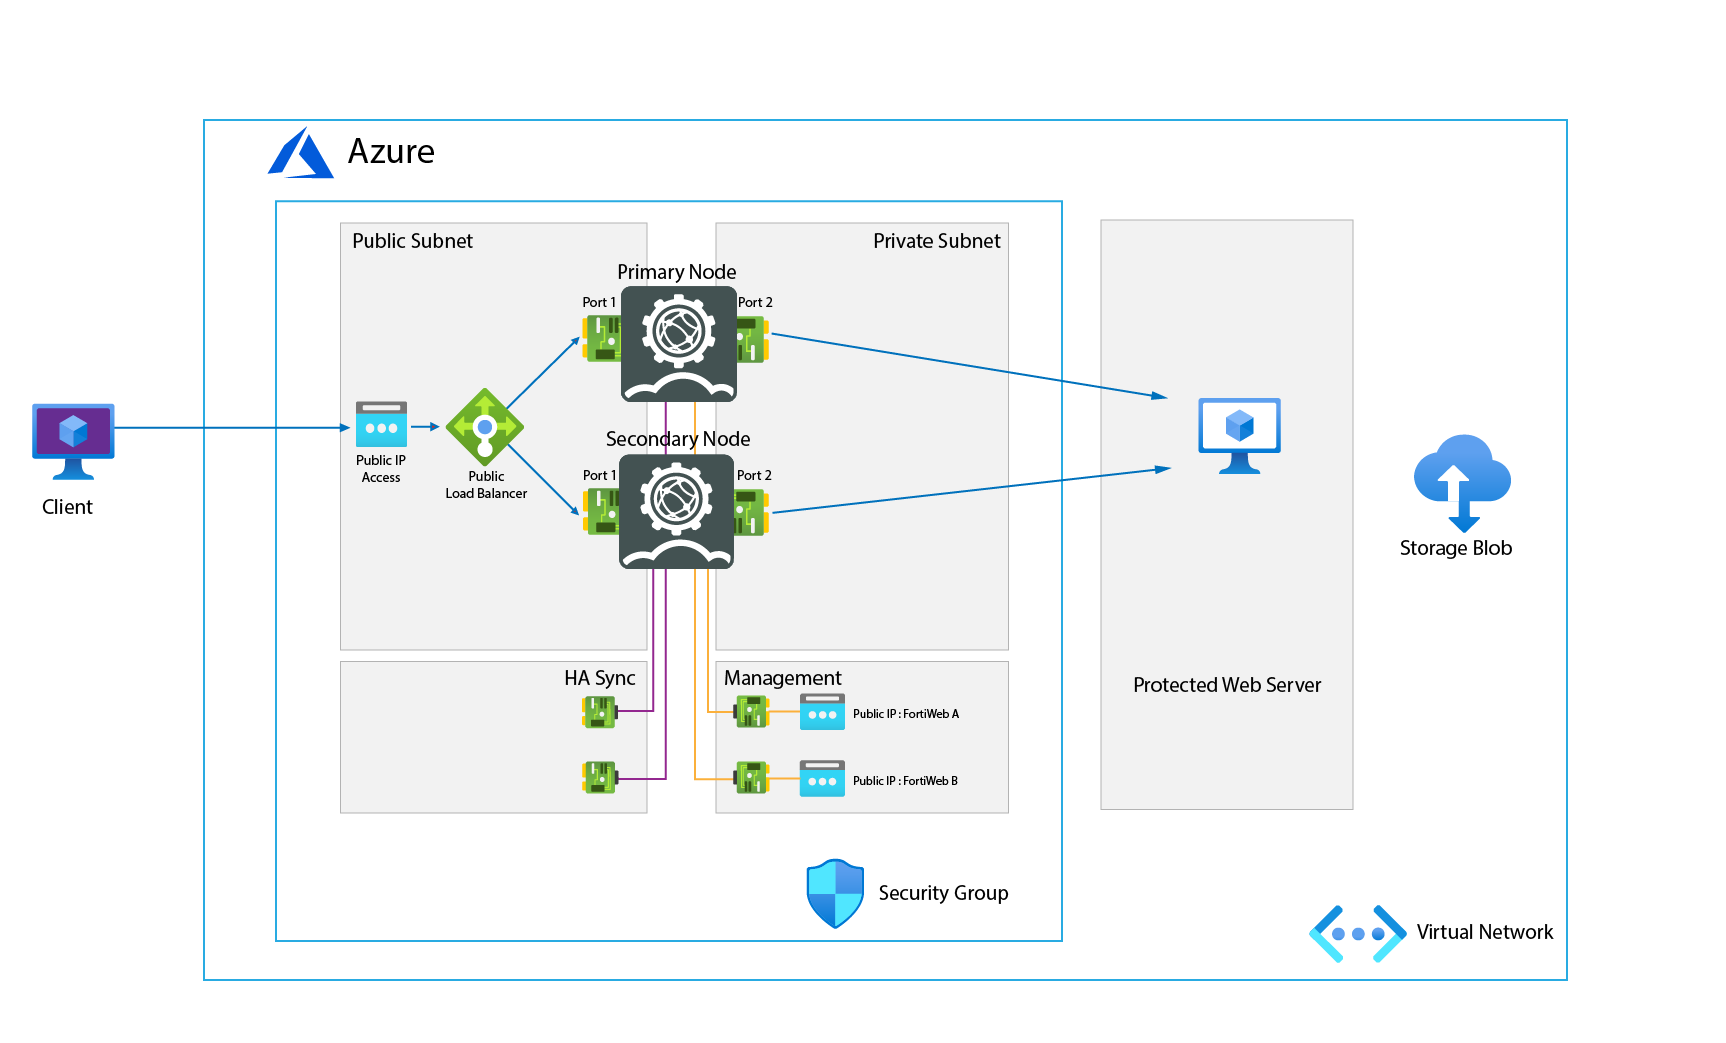 Azure
Public Subnet
Private Subnet
Primary Node
Port 1
Port 2
Secondary Node
Port 1
Port 2
Public IP
Access
Public
Load Balancer
Client
Storage Blob
HA Sync
Management
Public IP : FortiWeb A
Public IP : FortiWeb B
Protected Web Server
Security Group
Virtual Network